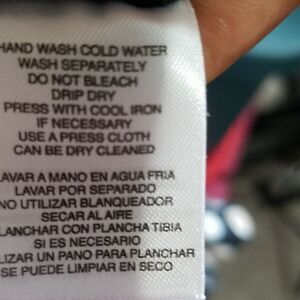 HAND WASH COLD WATER
WASH SEPARATELY
DO NOT BLEACH
DRIP DRY
PRESS WITH COOL IRON
IF NECESSARY
USE A PRESS CLOTH
CAN BE DRY CLEANED
LAVAR A MANO EN AGUA FRIA
LAVAR POR SEPARADO
NO UTILIZAR BLANQUEADOR
SECAR AL AIRE
PLANCHAR CON PLANCHA TIBIA
SI ES NECESARIO
ILIZAR UN PANO PARA PLANCHAR
SE PUEDE LIMPIAR EN SECO